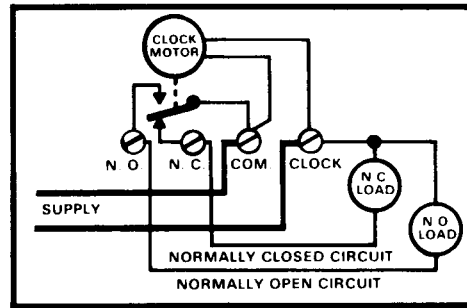 CLOCK
MOTOR
N. O. N. C. COM. CLOCK
N C
LOAD
SUPPLY
N O
LOAD
NORMALLY CLOSED CIRCUIT
NORMALLY OPEN CIRCUIT